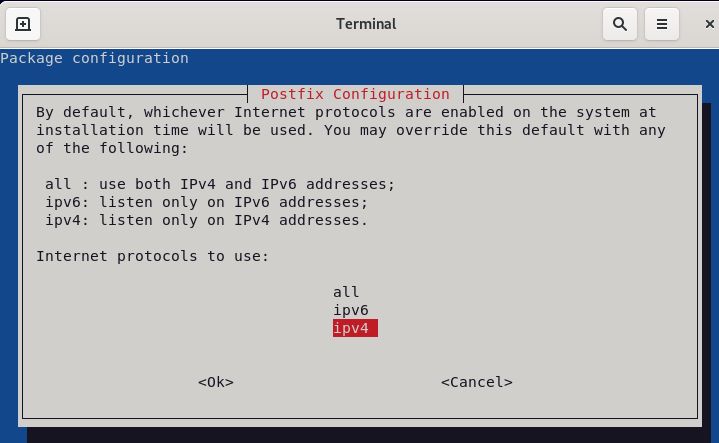 Terminal
Package configuration
Postfix Configuration
By default, whichever Internet protocols are enabled on the system at
installation time will be used. You may override this default with any
of the following:
all : use both IPv4 and IPv6 addresses;
ipv6: listen only on IPv6 addresses;
ipv4: listen only on IPv4 addresses.
Internet protocols to use:
all
ipv6
ipv4
<Ok> <Cancel>